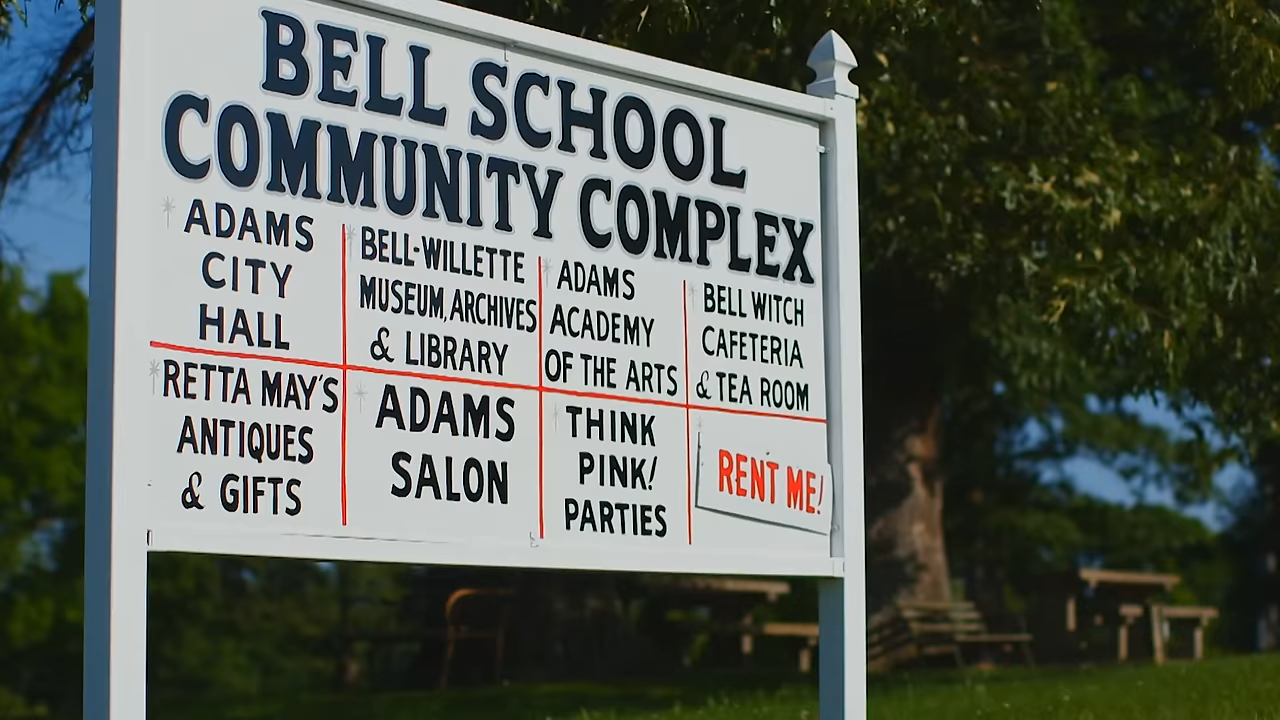 BELL SCHOOL
COMMUNITY COMPLEX
ADAMS
CITY
HALL
BELL-WILLETTE
MUSEUM, ARCHIVES
& LIBRARY
ADAMS
ACADEMY
OF THE ARTS
BELL WITCH
CAFETERIA
& TEA ROOM
RETTA MAY'S
ANTIQUES
& GIFTS
ADAMS
SALON
THINK
PINK!
PARTIES
RENT ME!